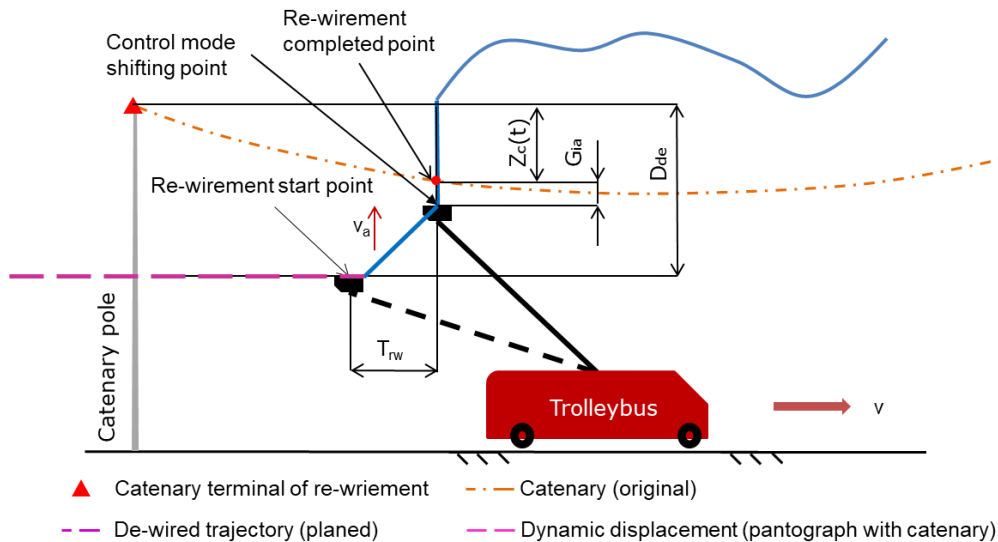 Re-wirement
completed point
Control mode
shifting point
Zc(t)
Gia
Dde
Re-wirement start point
va
Trw
Catenary pole
Trolleybus
v
Catenary terminal of re-wriement
Catenary (original)
De-wired trajectory (planed)
Dynamic displacement (pantograph with catenary)